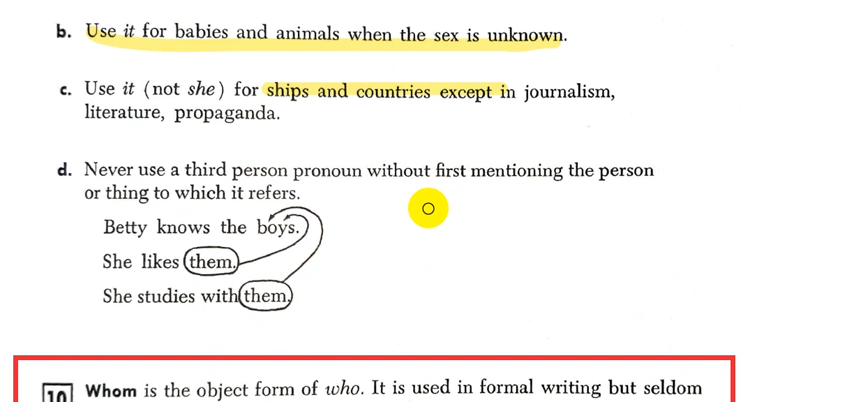 b. Use it for babies and animals when the sex is unknown.
c. Use it (not she) for ships and countries except in journalism,
literature, propaganda.
d. Never use a third person pronoun without first mentioning the person
or thing to which it refers.
Betty knows the boys.
She likes them.
She studies with them.
10 Whom is the object form of who. It is used in formal writing but seldom